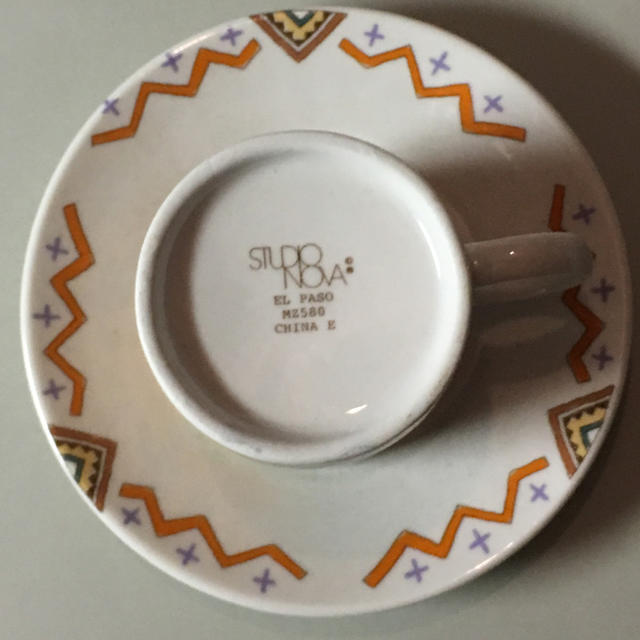 STUDIO
NOVA
EL PASO
MZ580
CHINA E